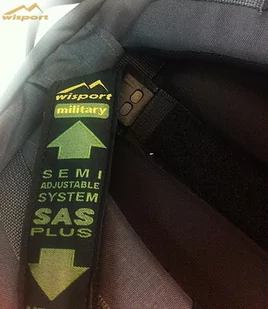 wisport
wisport
military
SEMI
ADJUSTABLE
SYSTEM
SAS
PLUS